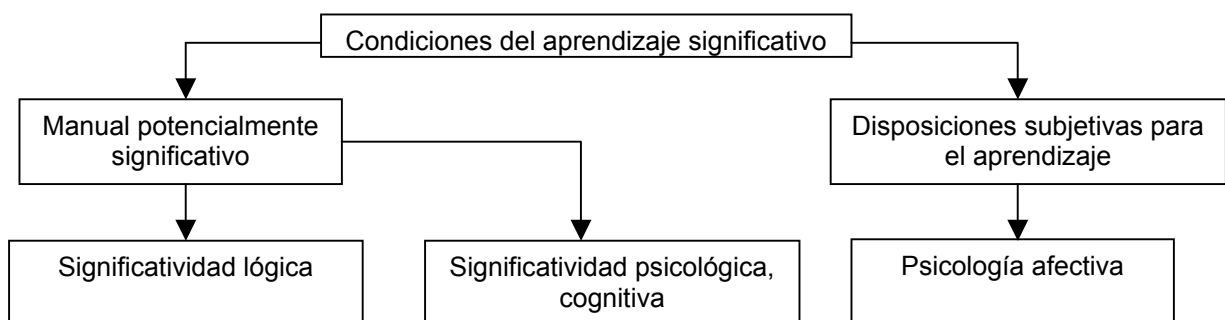 Condiciones del aprendizaje significativo
Manual potencialmente
significativo
Disposiciones subjetivas para
el aprendizaje
Significatividad lógica
Significatividad psicológica,
cognitiva
Psicología afectiva